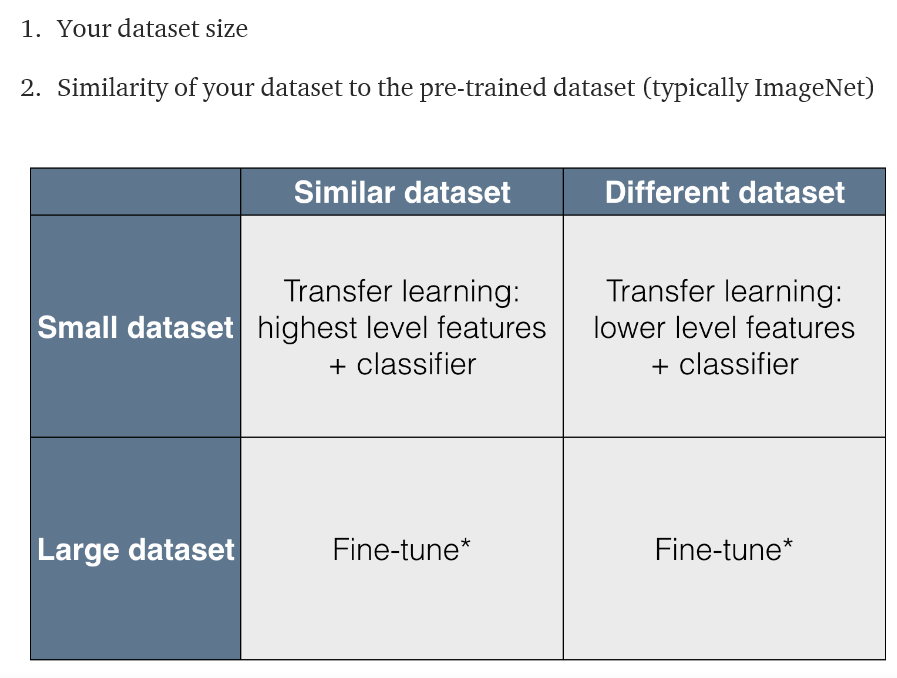 1. Your dataset size
2. Similarity of your dataset to the pre-trained dataset (typically ImageNet)
Similar dataset
Different dataset
Small dataset
Transfer learning:
highest level features
+ classifier
Transfer learning:
lower level features
+ classifier
Large dataset
Fine-tune*
Fine-tune*